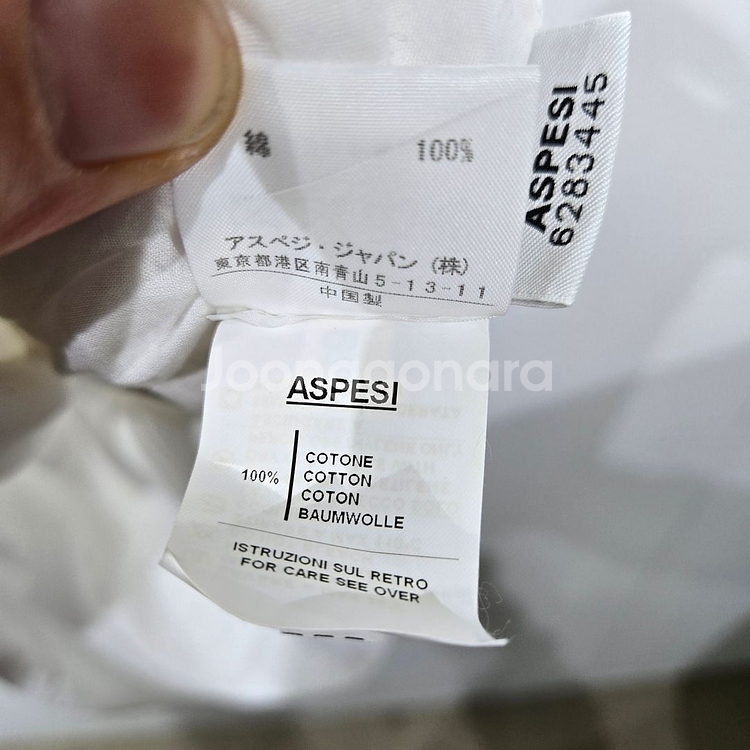 綿 100%
アスペジ・ジャパン（株）
東京都港区南青山5-13-11
中国製
ASPESI
6283445
Joonggonara
ASPESI
100%
COTONE
COTTON
COTON
BAUMWOLLE
ISTRUZIONI SUL RETRO
FOR CARE SEE OVER